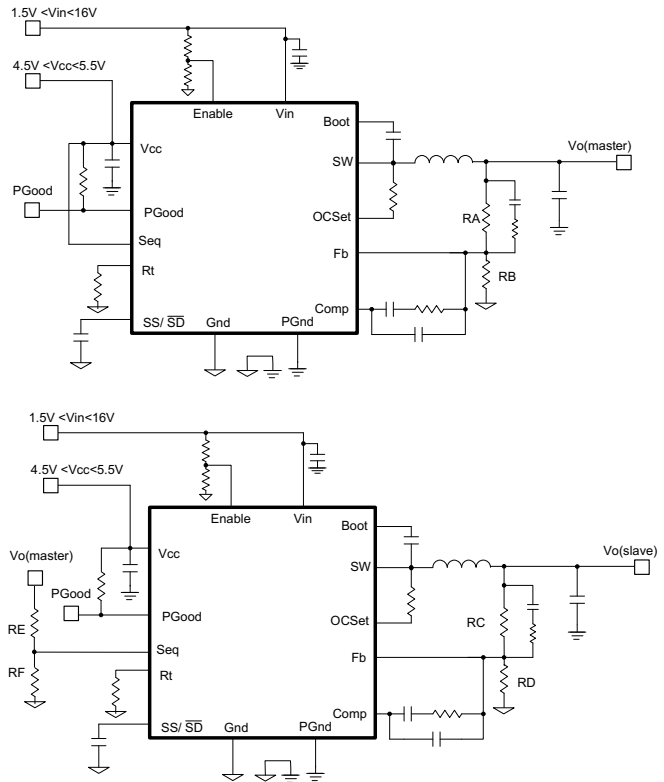 1.5V <Vin<16V
4.5V <Vcc<5.5V
Enable
Vin
Boot
Vcc
SW
Vo(master)
PGood
PGood
OCSet
RA
Seq
Fb
Rt
RB
Comp
SS/ SD
Gnd
PGnd
1.5V <Vin<16V
4.5V <Vcc<5.5V
Enable
Vin
Boot
Vo(master)
Vcc
SW
Vo(slave)
PGood
PGood
RE
OCSet
RC
Seq
Fb
RF
Rt
RD
Comp
SS/ SD
Gnd
PGnd